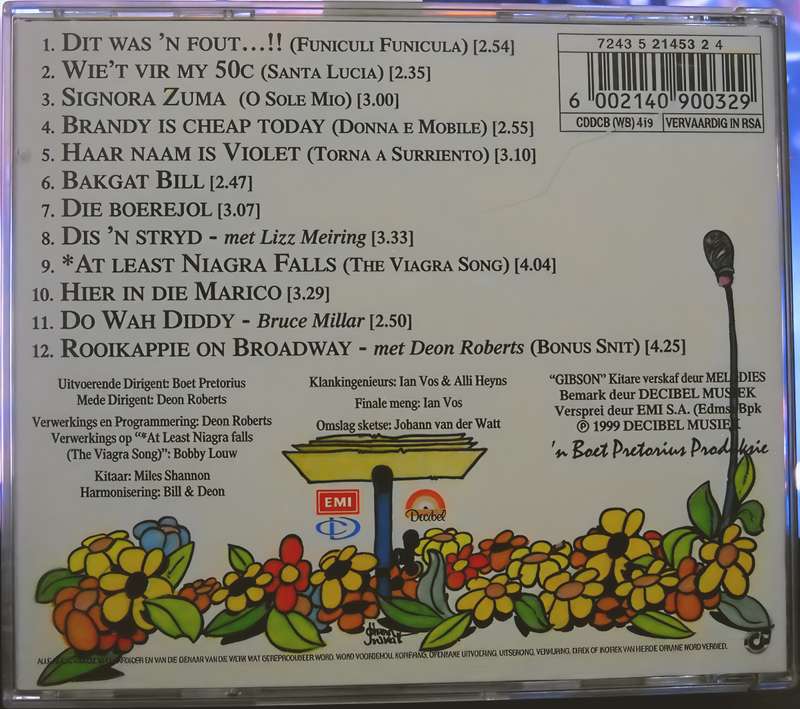 1. DIT WAS 'N FOUT...!! (FUNICULI FUNICULA) [2.54]
2. WIE'T VIR MY 50C (SANTA LUCIA) [2.35]
3. SIGNORA ZUMA (O SOLE MIO) [3.00]
4. BRANDY IS CHEAP TODAY (DONNA E MOBILE) [2.55]
5. HAAR NAAM IS VIOLET (TORNA A SURRIENTO) [3.10]
6. BAKGAT BILL [2.47]
7. DIE BOEREJOL [3.07]
8. DIS 'N STRYD - met Lizz Meiring [3.33]
9. *AT LEAST NIAGRA FALLS (THE VIAGRA SONG) [4.04]
10. HIER IN DIE MARICO [3.29]
11. DO WAH DIDDY - Bruce Millar [2.50]
12. ROOIKAPPIE ON BROADWAY - met Deon Roberts (BONUS SNIT) [4.25]
7243 5 21453 2 4
6 002140 900329
CDDCB (WB) 419
VERVAARDIG IN RSA
Uitvoerende Dirigent: Boet Pretorius
Mede Dirigent: Deon Roberts
Verwerkings en Programmering: Deon Roberts
Verwerkings op "*At Least Niagra falls
(The Viagra Song)": Bobby Louw
Kitaar: Miles Shannon
Harmonisering: Bill & Deon
Klankingenieurs: Ian Vos & Alli Heyns
Finale meng: Ian Vos
Omslag sketse: Johann van der Watt
"GIBSON" Kitare verskaf deur MELODIES
Bemark deur DECIBEL MUSIEK
Versprei deur EMI S.A. (Edms) Bpk
℗ 1999 DECIBEL MUSIEK
'n Boet Pretorius Produksie
EMI
Decibel